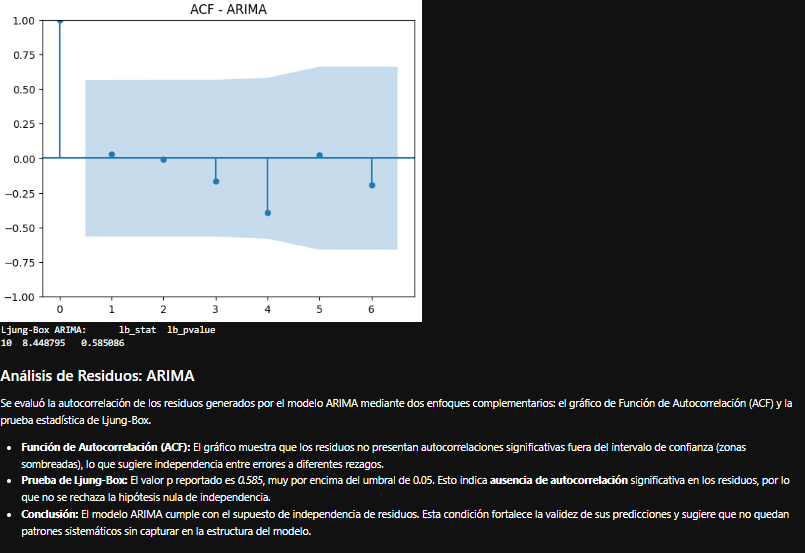 ACF - ARIMA
1.00
0.75
0.50
0.25
0.00
−0.25
−0.50
−0.75
−1.00
0 1 2 3 4 5 6
Ljung-Box ARIMA: lb_stat lb_pvalue
10 8.448795 0.585086
Análisis de Residuos: ARIMA
Se evaluó la autocorrelación de los residuos generados por el modelo ARIMA mediante dos enfoques complementarios: el gráfico de Función de Autocorrelación (ACF) y la
prueba estadística de Ljung-Box.
• Función de Autocorrelación (ACF): El gráfico muestra que los residuos no presentan autocorrelaciones significativas fuera del intervalo de confianza (zonas
sombreadas), lo que sugiere independencia entre errores a diferentes rezagos.
• Prueba de Ljung-Box: El valor p reportado es 0.585, muy por encima del umbral de 0.05. Esto indica ausencia de autocorrelación significativa en los residuos, por lo
que no se rechaza la hipótesis nula de independencia.
• Conclusión: El modelo ARIMA cumple con el supuesto de independencia de residuos. Esta condición fortalece la validez de sus predicciones y sugiere que no quedan
patrones sistemáticos sin capturar en la estructura del modelo.